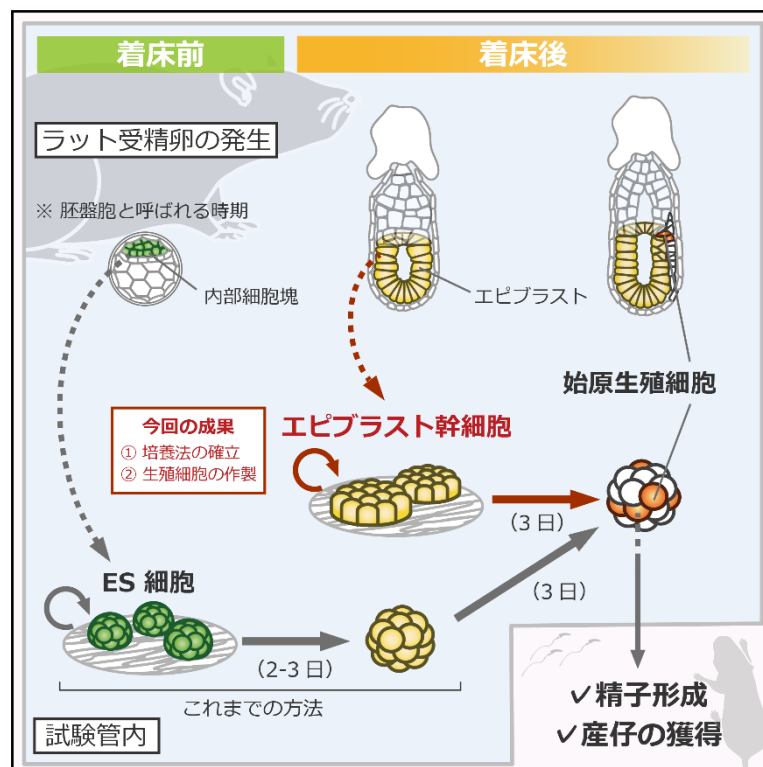 着床前
着床後
ラット受精卵の発生
※ 胚盤胞と呼ばれる時期
内部細胞塊
エピブラスト
始原生殖細胞
今回の成果
① 培養法の確立
② 生殖細胞の作製
エピブラスト幹細胞
(3 日)
ES 細胞
(3 日)
(2-3 日)
これまでの方法
試験管内
✓精子形成
✓産仔の獲得